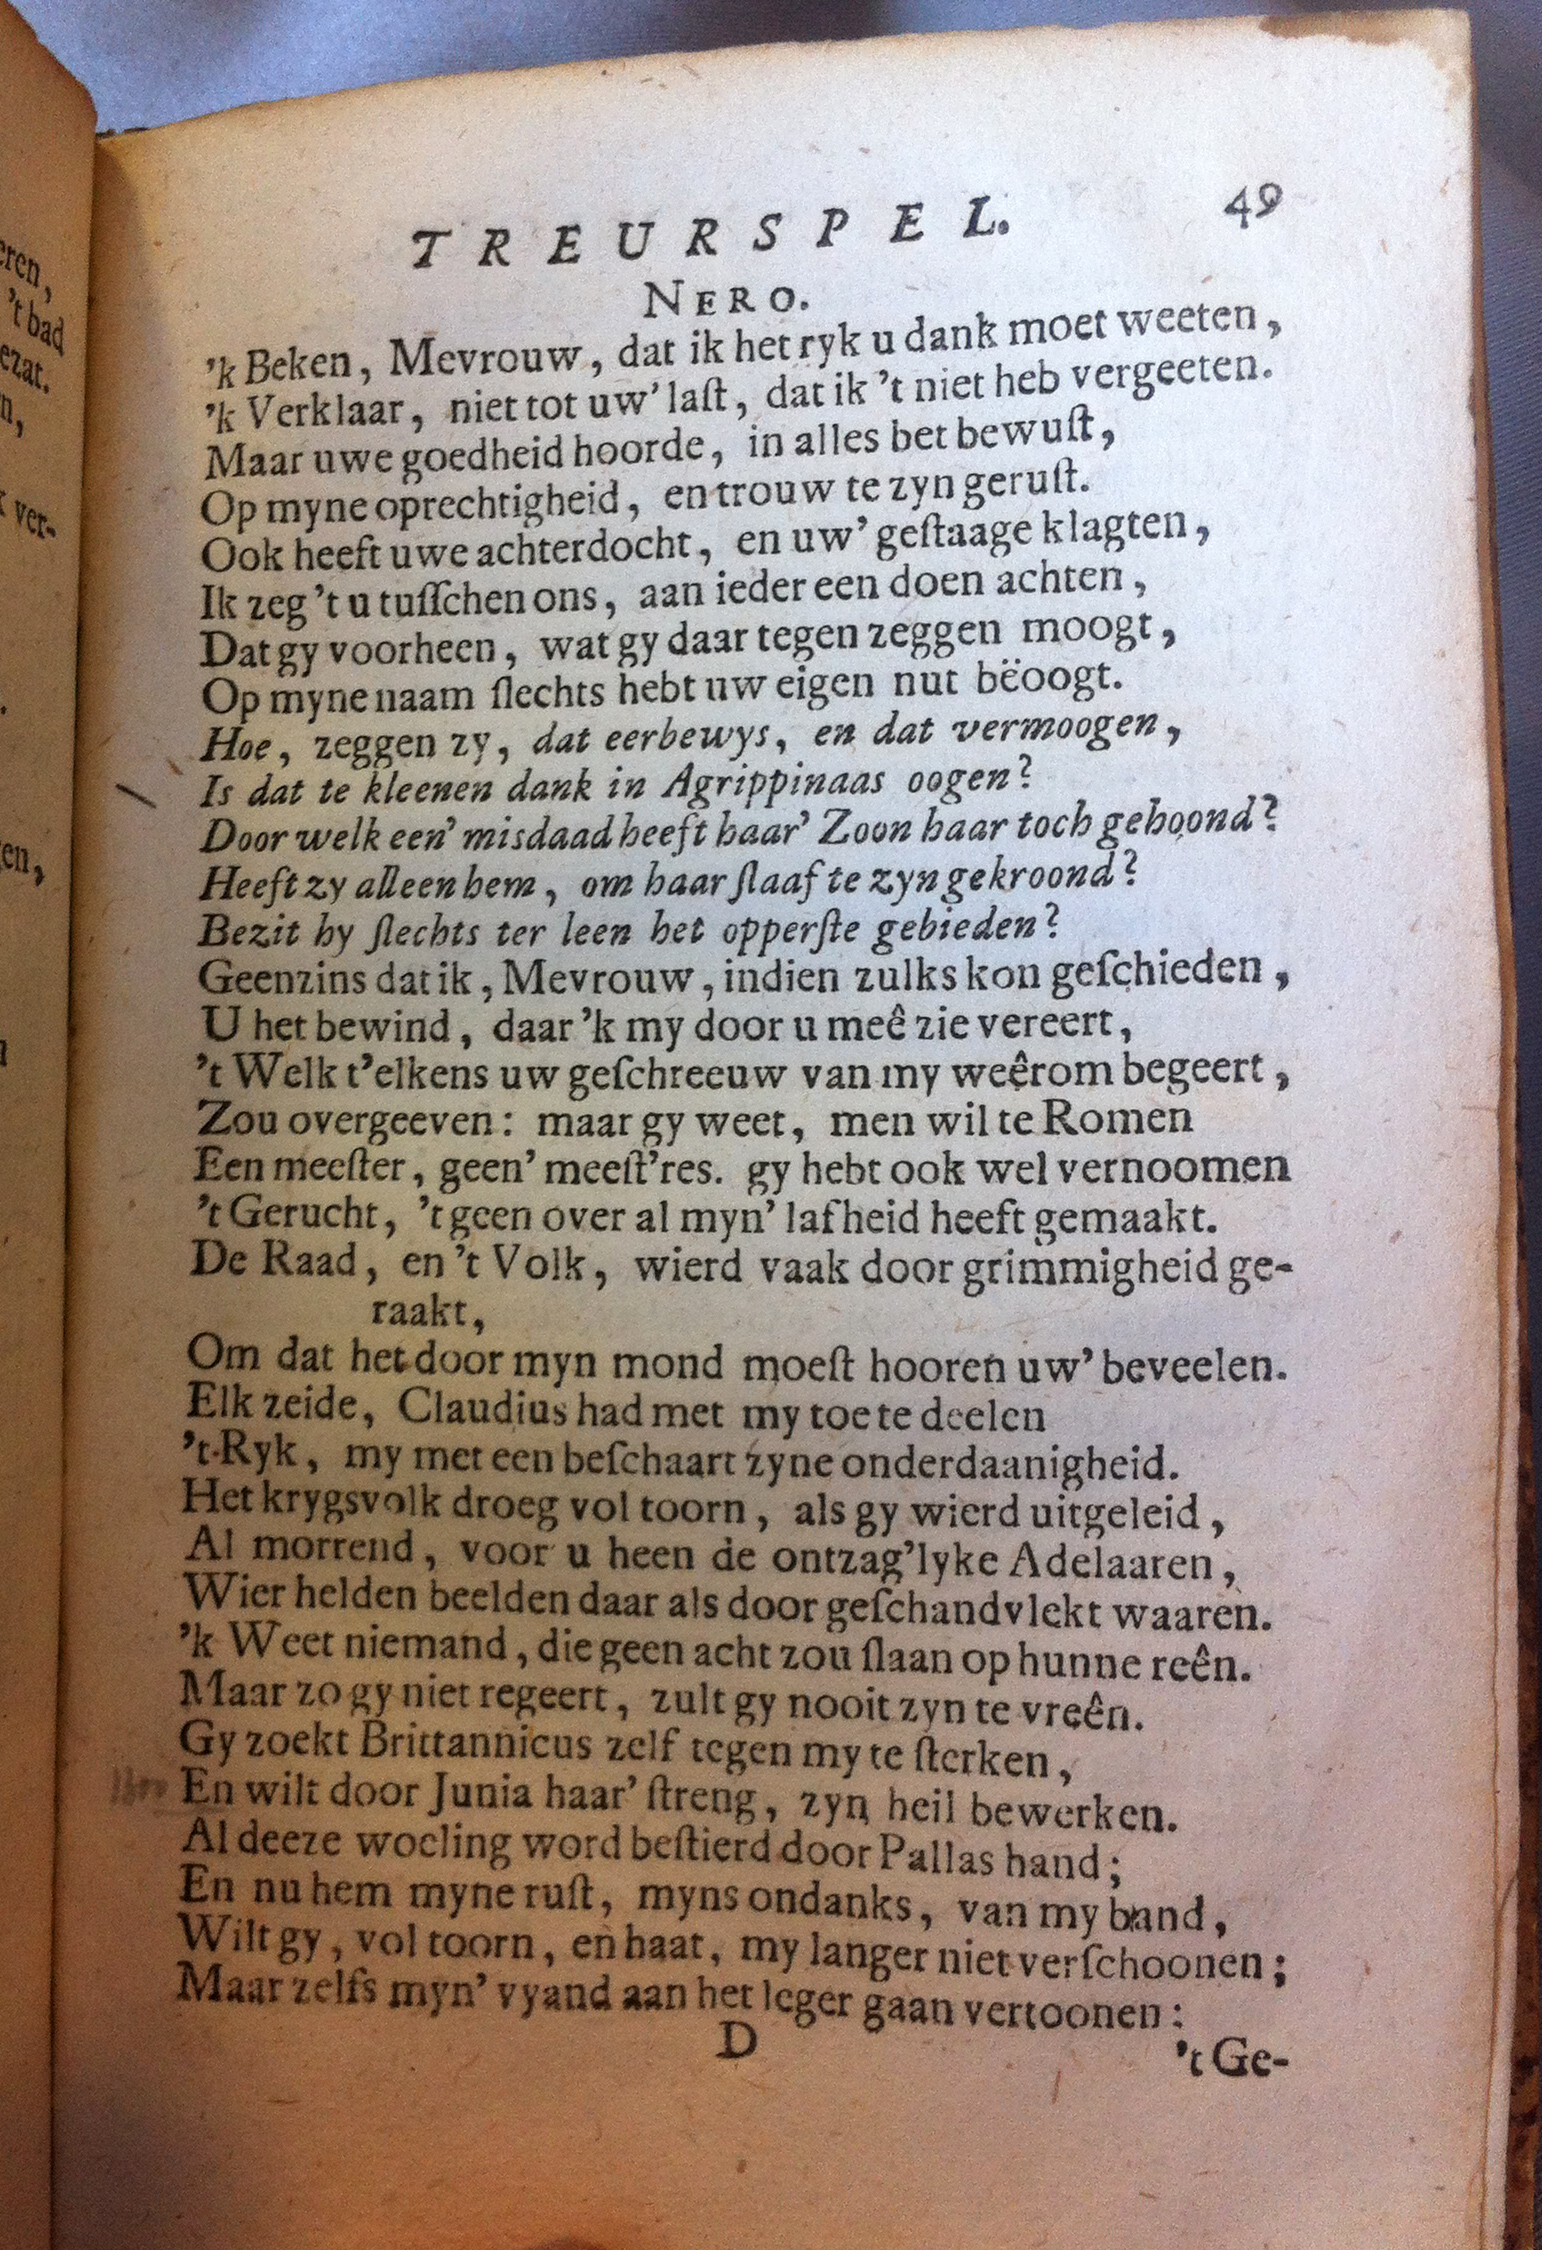 eren,
't bad
ezat.
n,
k ver-
en,
TREURSPEL. 49
NERO.
'k Beken, Mevrouw, dat ik het ryk u dank moet weeten,
'k Verklaar, niet tot uw' laſt, dat ik 't niet heb vergeeten.
Maar uwe goedheid hoorde, in alles bet bewuſt,
Op myne oprechtigheid, en trouw te zyn geruſt.
Ook heeft uwe achterdocht, en uw' geſtaage klagten,
Ik zeg 't u tuſſchen ons, aan ieder een doen achten,
Dat gy voorheen, wat gy daar tegen zeggen moogt,
Op myne naam ſlechts hebt uw eigen nut bëoogt.
Hoe, zeggen zy, dat eerbewys, en dat vermoogen,
Is dat te kleenen dank in Agrippinaas oogen?
Door welk een' misdaad heeft haar' Zoon haar toch gehoond?
Heeft zy alleen hem, om haar ſlaaf te zyn gekroond?
Bezit hy ſlechts ter leen het opperſte gebieden?
Geenzins dat ik, Mevrouw, indien zulks kon geſchieden,
U het bewind, daar 'k my door u meê zie vereert,
't Welk t'elkens uw geſchreeuw van my weêrom begeert,
Zou overgeeven: maar gy weet, men wil te Romen
Een meeſter, geen' meeſt'res. gy hebt ook wel vernoomen
't Gerucht, 't geen over al myn' lafheid heeft gemaakt.
De Raad, en 't Volk, wierd vaak door grimmigheid ge-
raakt,
Om dat het door myn mond moeſt hooren uw' beveelen.
Elk zeide, Claudius had met my toe te deelen
't Ryk, my met een beſchaart zyne onderdaanigheid.
Het krygsvolk droeg vol toorn, als gy wierd uitgeleid,
Al morrend, voor u heen de ontzag'lyke Adelaaren,
Wier helden beelden daar als door geſchandvlekt waaren.
'k Weet niemand, die geen acht zou ſlaan op hunne reên.
Maar zo gy niet regeert, zult gy nooit zyn te vreên.
Gy zoekt Brittannicus zelf tegen my te ſterken,
En wilt door Junia haar' ſtreng, zyn heil bewerken.
Al deeze woeling word beſtierd door Pallas hand;
En nu hem myne ruſt, myns ondanks, van my band,
Wilt gy, vol toorn, en haat, my langer niet verſchoonen;
Maar zelfs myn' vyand aan het leger gaan vertoonen:
D 't Ge-